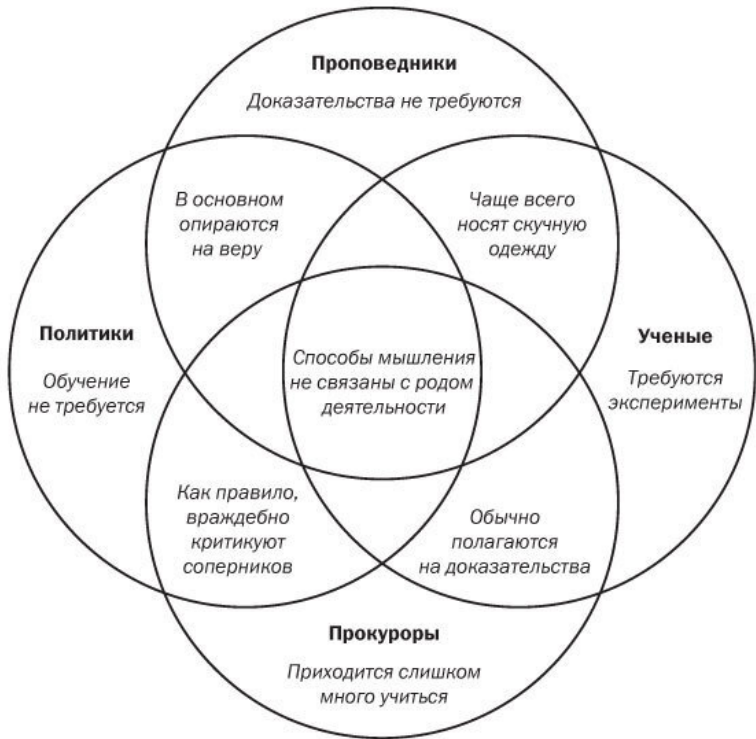 Проповедники
Доказательства не требуются
В основном
опираются
на веру
Чаще всего
носят скучную
одежду
Политики
Обучение
не требуется
Способы мышления
не связаны с родом
деятельности
Ученые
Требуются
эксперименты
Как правило,
враждебно
критикуют
соперников
Обычно
полагаются
на доказательства
Прокуроры
Приходится слишком
много учиться